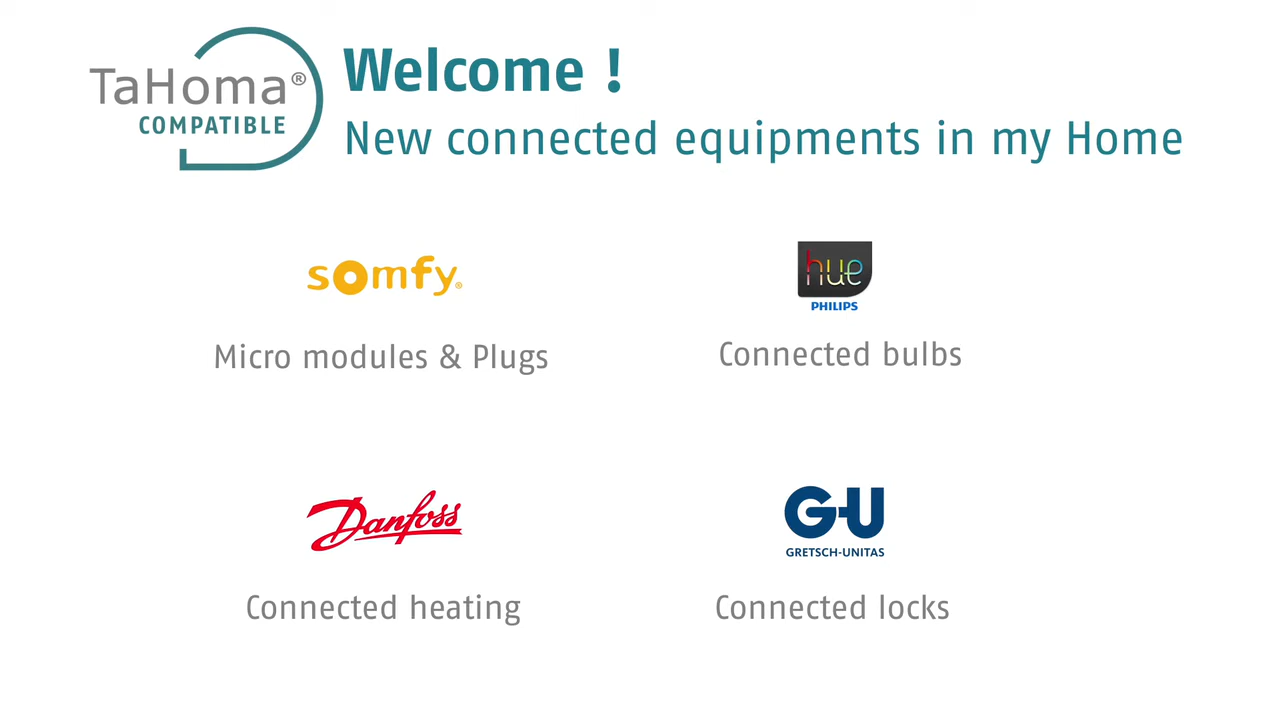 TaHoma®
COMPATIBLE
Welcome !
New connected equipments in my Home
somfy®
Micro modules & Plugs
hue
PHILIPS
Connected bulbs
Danfoss
Connected heating
G-U
GRETSCH-UNITAS
Connected locks